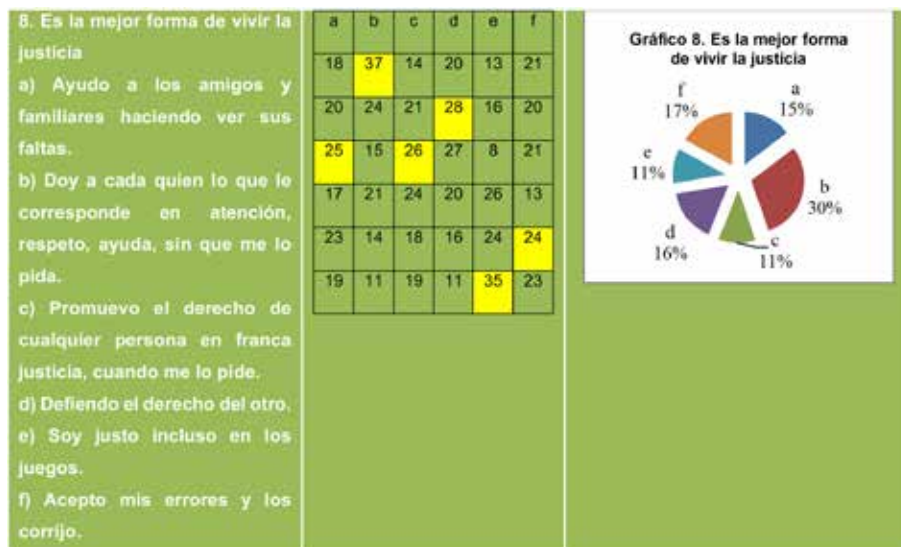 8. Es la mejor forma de vivir la
justicia
a) Ayudo a los amigos y
familiares haciendo ver sus
faltas.
b) Doy a cada quien lo que le
corresponde en atención,
respeto, ayuda, sin que me lo
pida.
c) Promuevo el derecho de
cualquier persona en franca
justicia, cuando me lo pide.
d) Defiendo el derecho del otro.
e) Soy justo incluso en los
juegos.
f) Acepto mis errores y los
corrijo.
a b c d e f
18 37 14 20 13 21
20 24 21 28 16 20
25 15 26 27 8 21
17 21 24 20 26 13
23 14 18 16 24 24
19 11 19 11 35 23
Gráfico 8. Es la mejor forma
de vivir la justicia
f
17%
a
15%
e
11%
b
30%
d
16%
c
11%